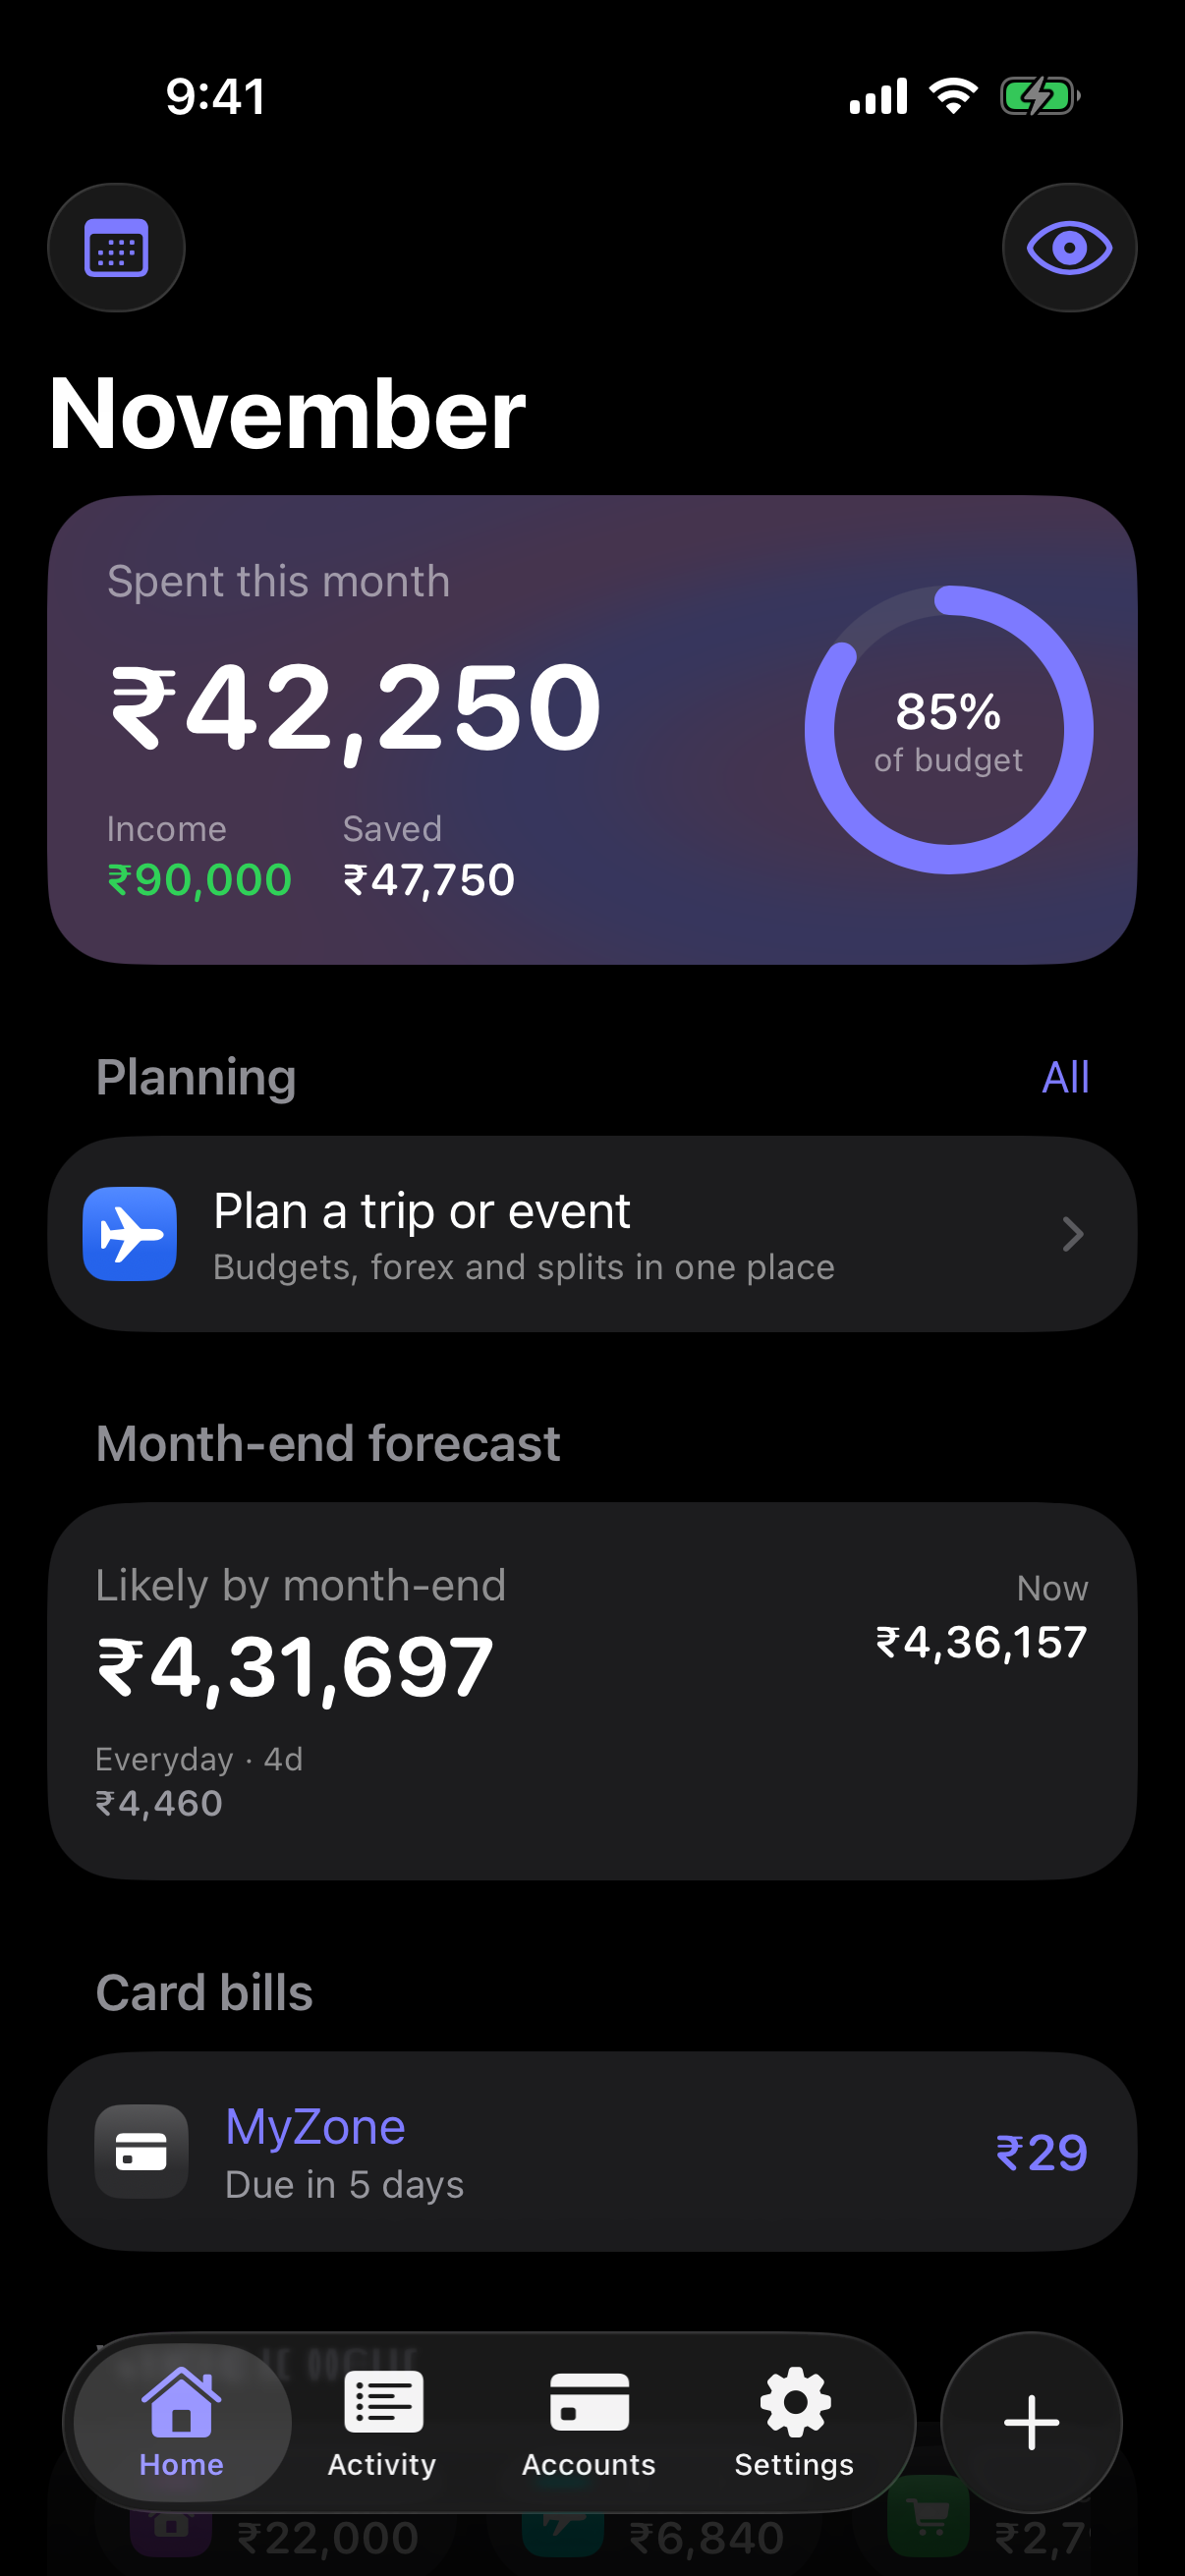 9:41
November
Spent this month
₹42,250
85%
of budget
Income
Saved
₹90,000
₹47,750
Planning
All
Plan a trip or event
Budgets, forex and splits in one place
Month-end forecast
Likely by month-end
Now
₹4,31,697
₹4,36,157
Everyday · 4d
₹4,460
Card bills
MyZone
₹29
Due in 5 days
Home
Activity
Accounts
Settings
₹22,000
₹6,840